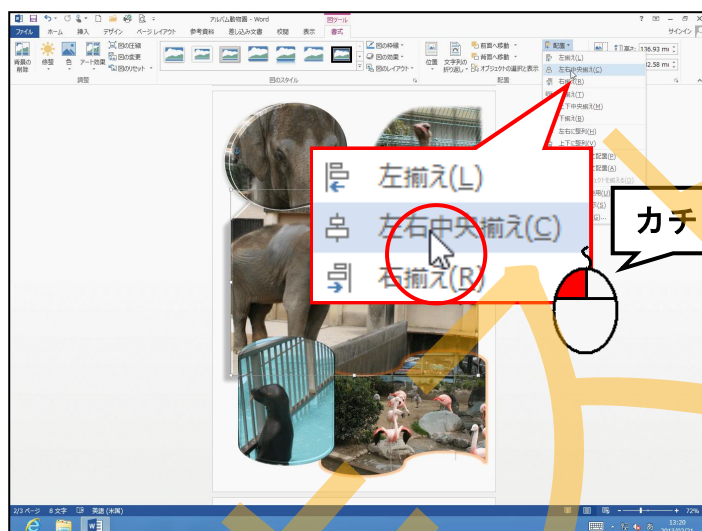 アルバム動物園 - Word
図ツール
サインイン
ファイル ホーム 挿入 デザイン ページ レイアウト 参考資料 差し込み文書 校閲 表示 書式
図の圧縮
図の変更
図のリセット
背景の削除 修整 色 アート効果
図の枠線
図の効果
図のレイアウト
位置 文字列の折り返し
前面へ移動
背面へ移動
オブジェクトの選択と表示
配置
高さ: 136.93 mm
調整 図のスタイル 配置
左揃え(L)
左右中央揃え(C)
右揃え(R)
下揃え(B)
左右に整列(H)
上下に整列(V)
左揃え(L)
左右中央揃え(C)
右揃え(R)
カチ
2/3 ページ 8 文字 英語 (米国)
72%
13:20